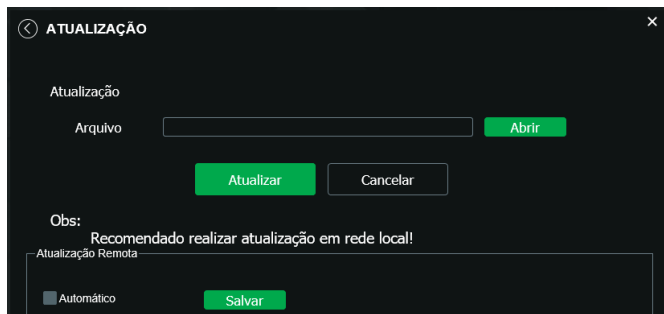 ATUALIZAÇÃO
Atualização
Arquivo
Abrir
Atualizar Cancelar
Obs:
Recomendado realizar atualização em rede local!
Atualização Remota
Automático Salvar